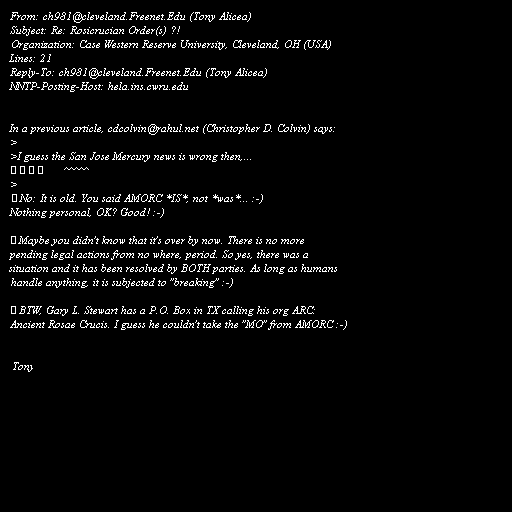 From: ch981@cleveland.Freenet.Edu (Tony Alicea)
Subject: Re: Rosicrucian Order(s) ?!
Organization: Case Western Reserve University, Cleveland, OH (USA)
Lines: 21
Reply-To: ch981@cleveland.Freenet.Edu (Tony Alicea)
NNTP-Posting-Host: hela.ins.cwru.edu
In a previous article, cdcolvin@rahul.net (Christopher D. Colvin) says:
>
>I guess the San Jose Mercury news is wrong then,...
^^^^^
>
No: It is old. You said AMORC *IS*, not *was*... :-)
Nothing personal, OK? Good! :-)
Maybe you didn't know that it's over by now. There is no more
pending legal actions from no where, period. So yes, there was a
situation and it has been resolved by BOTH parties. As long as humans
handle anything, it is subjected to "breaking" :-)
BTW, Gary L. Stewart has a P.O. Box in TX calling his org ARC:
Ancient Rosae Crucis. I guess he couldn't take the "MO" from AMORC :-)
Tony